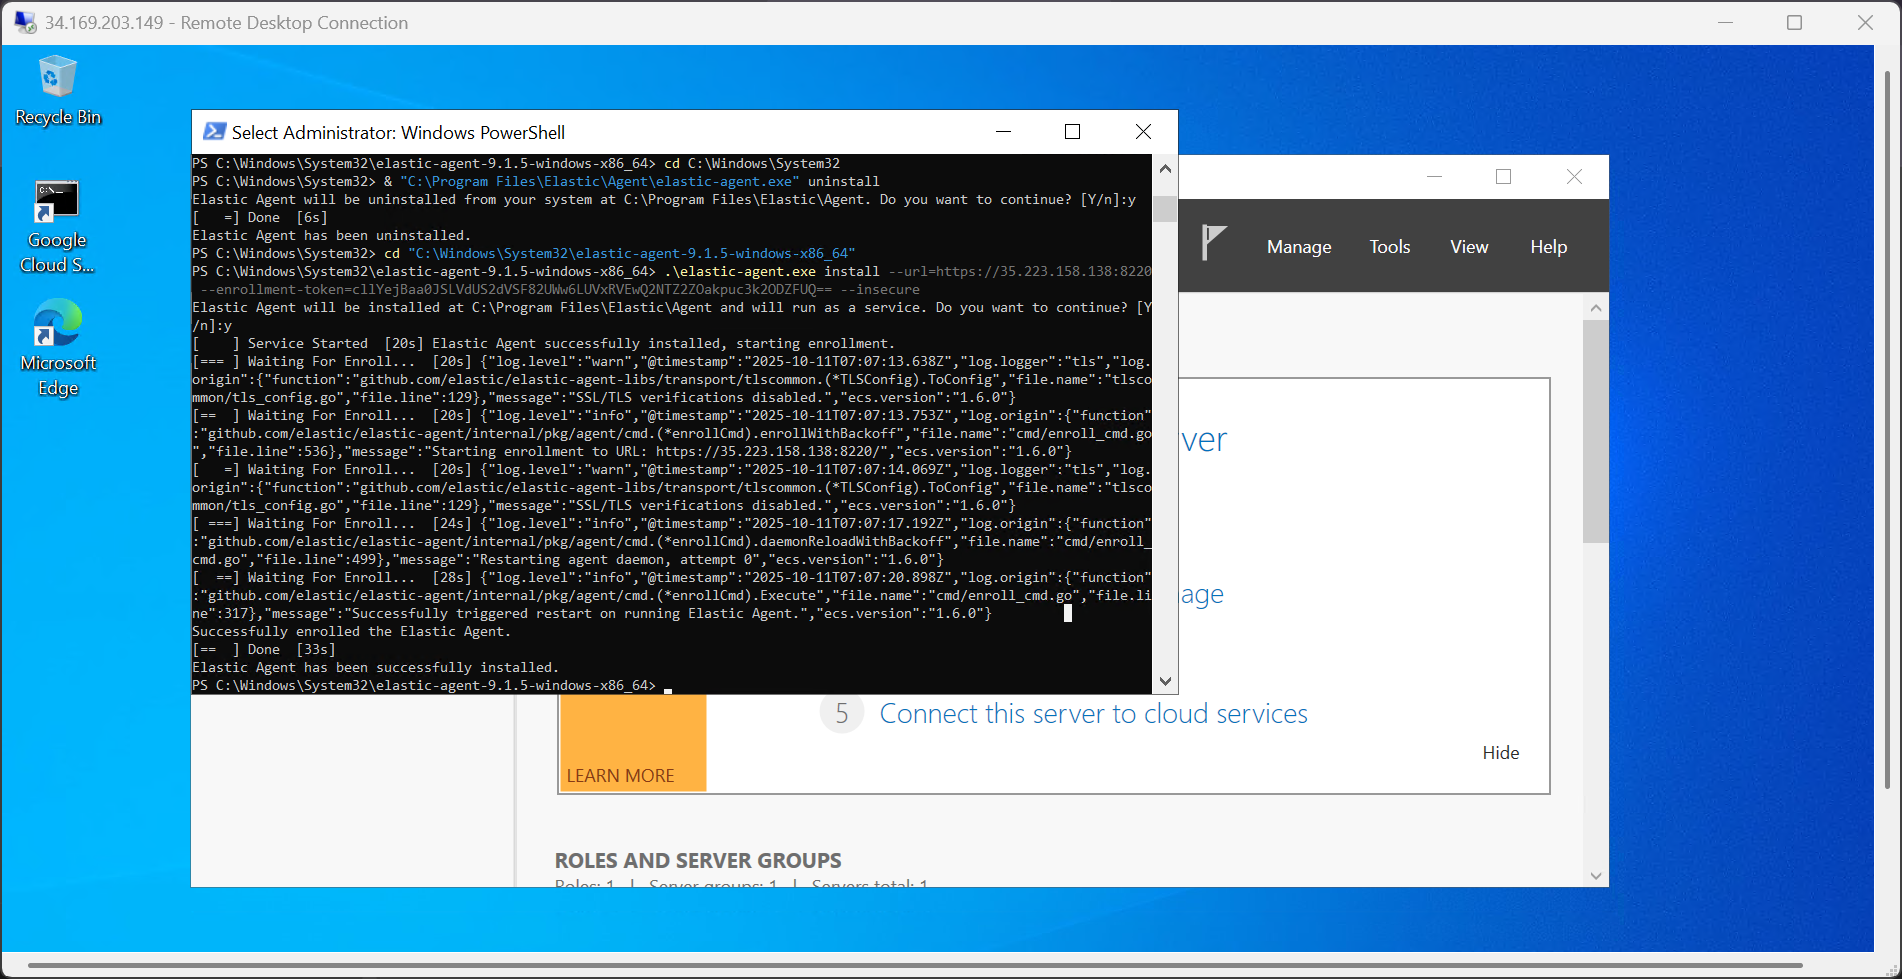 34.169.203.149 - Remote Desktop Connection
Recycle Bin
Google
Cloud S...
Microsoft
Edge
Select Administrator: Windows PowerShell
PS C:\Windows\System32\elastic-agent-9.1.5-windows-x86_64> cd C:\Windows\System32
PS C:\Windows\System32> & "C:\Program Files\Elastic\Agent\elastic-agent.exe" uninstall
Elastic Agent will be uninstalled from your system at C:\Program Files\Elastic\Agent. Do you want to continue? [Y/n]:y
[   =] Done  [6s]
Elastic Agent has been uninstalled.
PS C:\Windows\System32> cd "C:\Windows\System32\elastic-agent-9.1.5-windows-x86_64"
PS C:\Windows\System32\elastic-agent-9.1.5-windows-x86_64> .\elastic-agent.exe install --url=https://35.223.158.138:8220
--enrollment-token=cllYejBaa0JSLVdUS2dVSF82UWw6LUVxRVEwQ2NTZ2ZOakpuc3k2ODZFUQ== --insecure
Elastic Agent will be installed at C:\Program Files\Elastic\Agent and will run as a service. Do you want to continue? [Y
/n]:y
[    ] Service Started  [20s] Elastic Agent successfully installed, starting enrollment.
[=== ] Waiting For Enroll...  [20s] {"log.level":"warn","@timestamp":"2025-10-11T07:07:13.638Z","log.logger":"tls","log.
origin":{"function":"github.com/elastic/elastic-agent-libs/transport/tlscommon.(*TLSConfig).ToConfig","file.name":"tlsco
mmon/tls_config.go","file.line":129},"message":"SSL/TLS verifications disabled.","ecs.version":"1.6.0"}
[==  ] Waiting For Enroll...  [20s] {"log.level":"info","@timestamp":"2025-10-11T07:07:13.753Z","log.origin":{"function"
:"github.com/elastic/elastic-agent/internal/pkg/agent/cmd.(*enrollCmd).enrollWithBackoff","file.name":"cmd/enroll_cmd.go
","file.line":536},"message":"Starting enrollment to URL: https://35.223.158.138:8220/","ecs.version":"1.6.0"}
[   =] Waiting For Enroll...  [20s] {"log.level":"warn","@timestamp":"2025-10-11T07:07:14.069Z","log.logger":"tls","log.
origin":{"function":"github.com/elastic/elastic-agent-libs/transport/tlscommon.(*TLSConfig).ToConfig","file.name":"tlsco
mmon/tls_config.go","file.line":129},"message":"SSL/TLS verifications disabled.","ecs.version":"1.6.0"}
[ ===] Waiting For Enroll...  [24s] {"log.level":"info","@timestamp":"2025-10-11T07:07:17.192Z","log.origin":{"function"
:"github.com/elastic/elastic-agent/internal/pkg/agent/cmd.(*enrollCmd).daemonReloadWithBackoff","file.name":"cmd/enroll_
cmd.go","file.line":499},"message":"Restarting agent daemon, attempt 0","ecs.version":"1.6.0"}
[  ==] Waiting For Enroll...  [28s] {"log.level":"info","@timestamp":"2025-10-11T07:07:20.898Z","log.origin":{"function"
:"github.com/elastic/elastic-agent/internal/pkg/agent/cmd.(*enrollCmd).Execute","file.name":"cmd/enroll_cmd.go","file.li
ne":317},"message":"Successfully triggered restart on running Elastic Agent.","ecs.version":"1.6.0"}
Successfully enrolled the Elastic Agent.
[==  ] Done  [33s]
Elastic Agent has been successfully installed.
PS C:\Windows\System32\elastic-agent-9.1.5-windows-x86_64>
Manage Tools View Help
ver
age
5 Connect this server to cloud services
Hide
LEARN MORE
ROLES AND SERVER GROUPS
Roles: 1 | Server groups: 1 | Servers total: 1